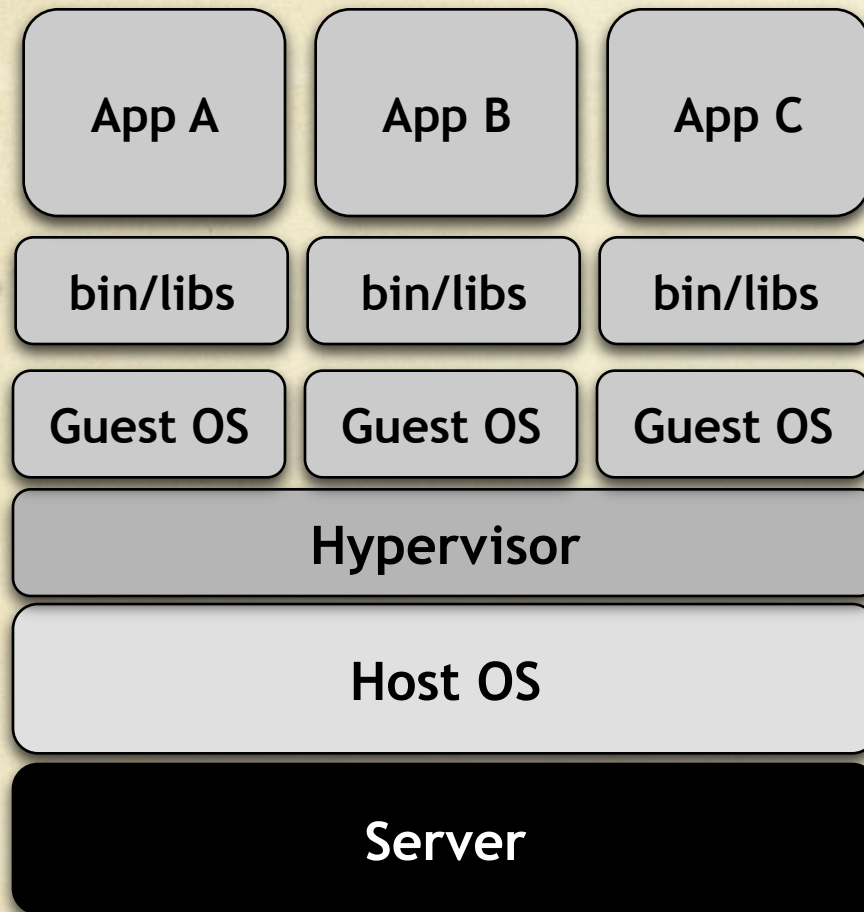 App A App B App C
bin/libs bin/libs bin/libs
Guest OS Guest OS Guest OS
Hypervisor
Host OS
Server